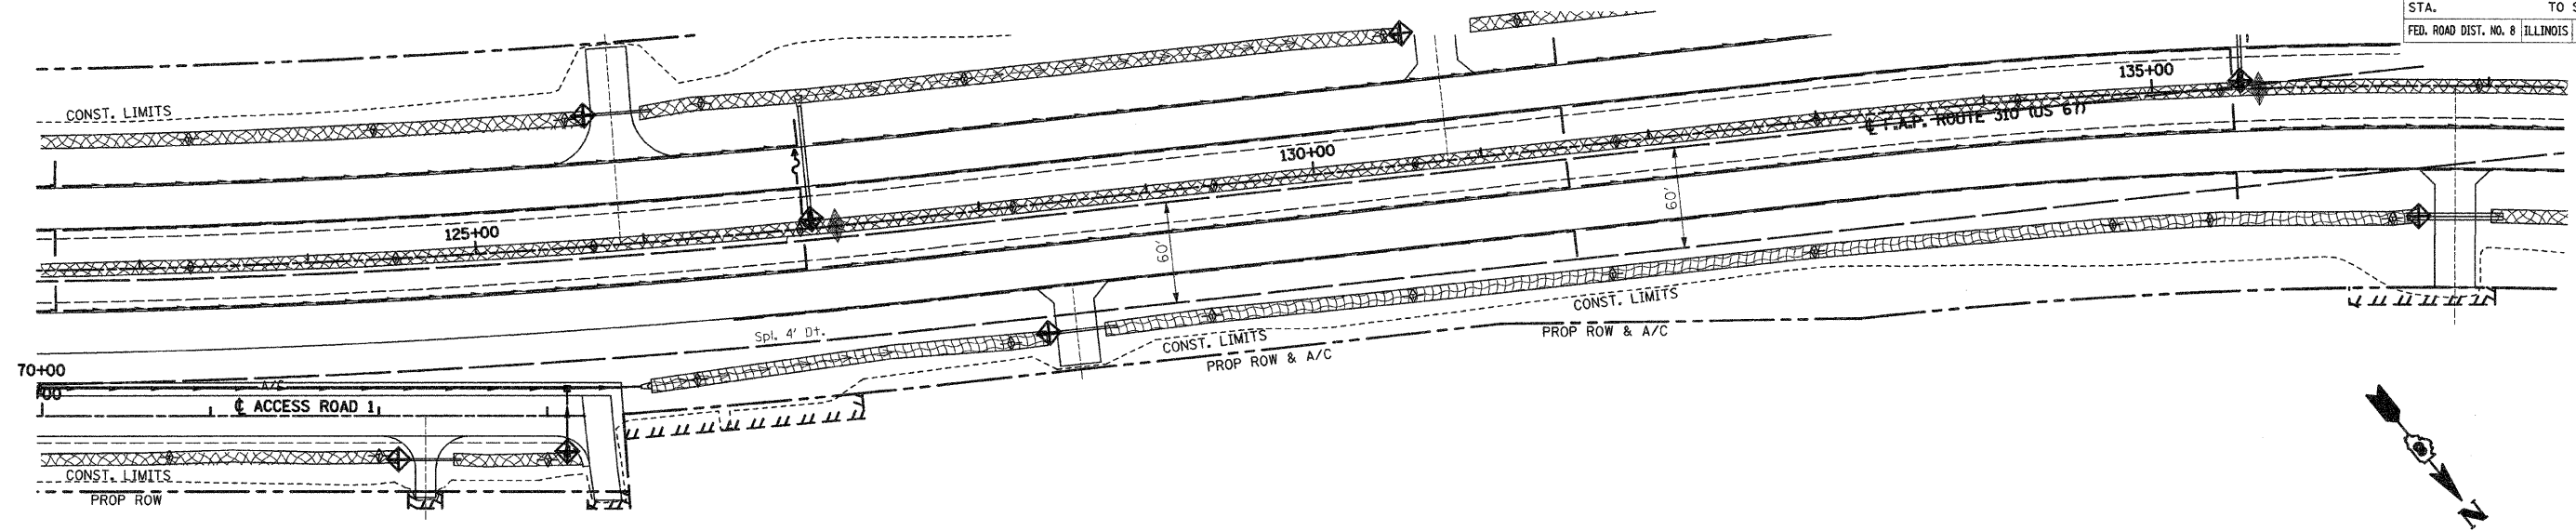 STA. TO S
FED. ROAD DIST. NO. 8 ILLINOIS
CONST. LIMITS
135+00
℄ F.A.P. ROUTE 310 (US 67)
130+00
125+00
60'
60'
Spl. 4' Dt.
CONST. LIMITS
CONST. LIMITS
PROP ROW & A/C
PROP ROW & A/C
70+00
00
A/C
℄ ACCESS ROAD 1
CONST. LIMITS
PROP ROW
N